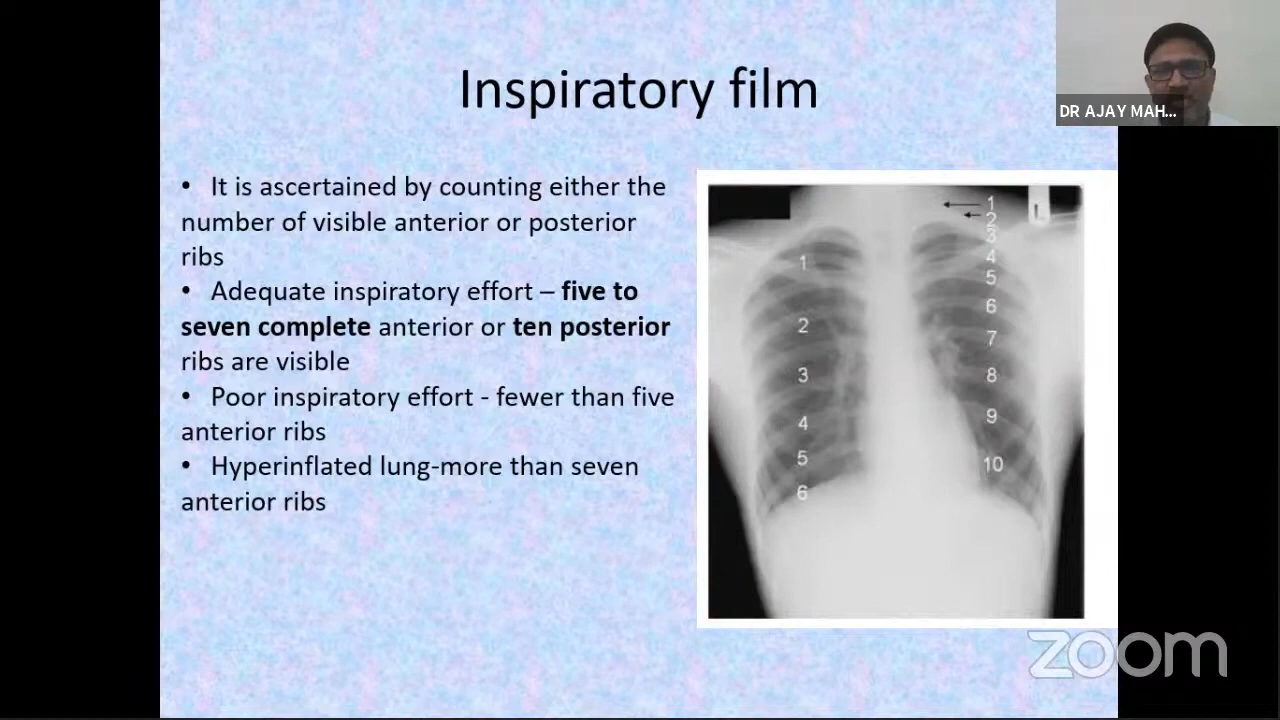 Inspiratory film
DR AJAY MAH...
• It is ascertained by counting either the
number of visible anterior or posterior
ribs
• Adequate inspiratory effort – five to
seven complete anterior or ten posterior
ribs are visible
• Poor inspiratory effort - fewer than five
anterior ribs
• Hyperinflated lung-more than seven
anterior ribs
1
2
3
4
5
6
1
2
3
4
5
6
7
8
9
10
L
zoom